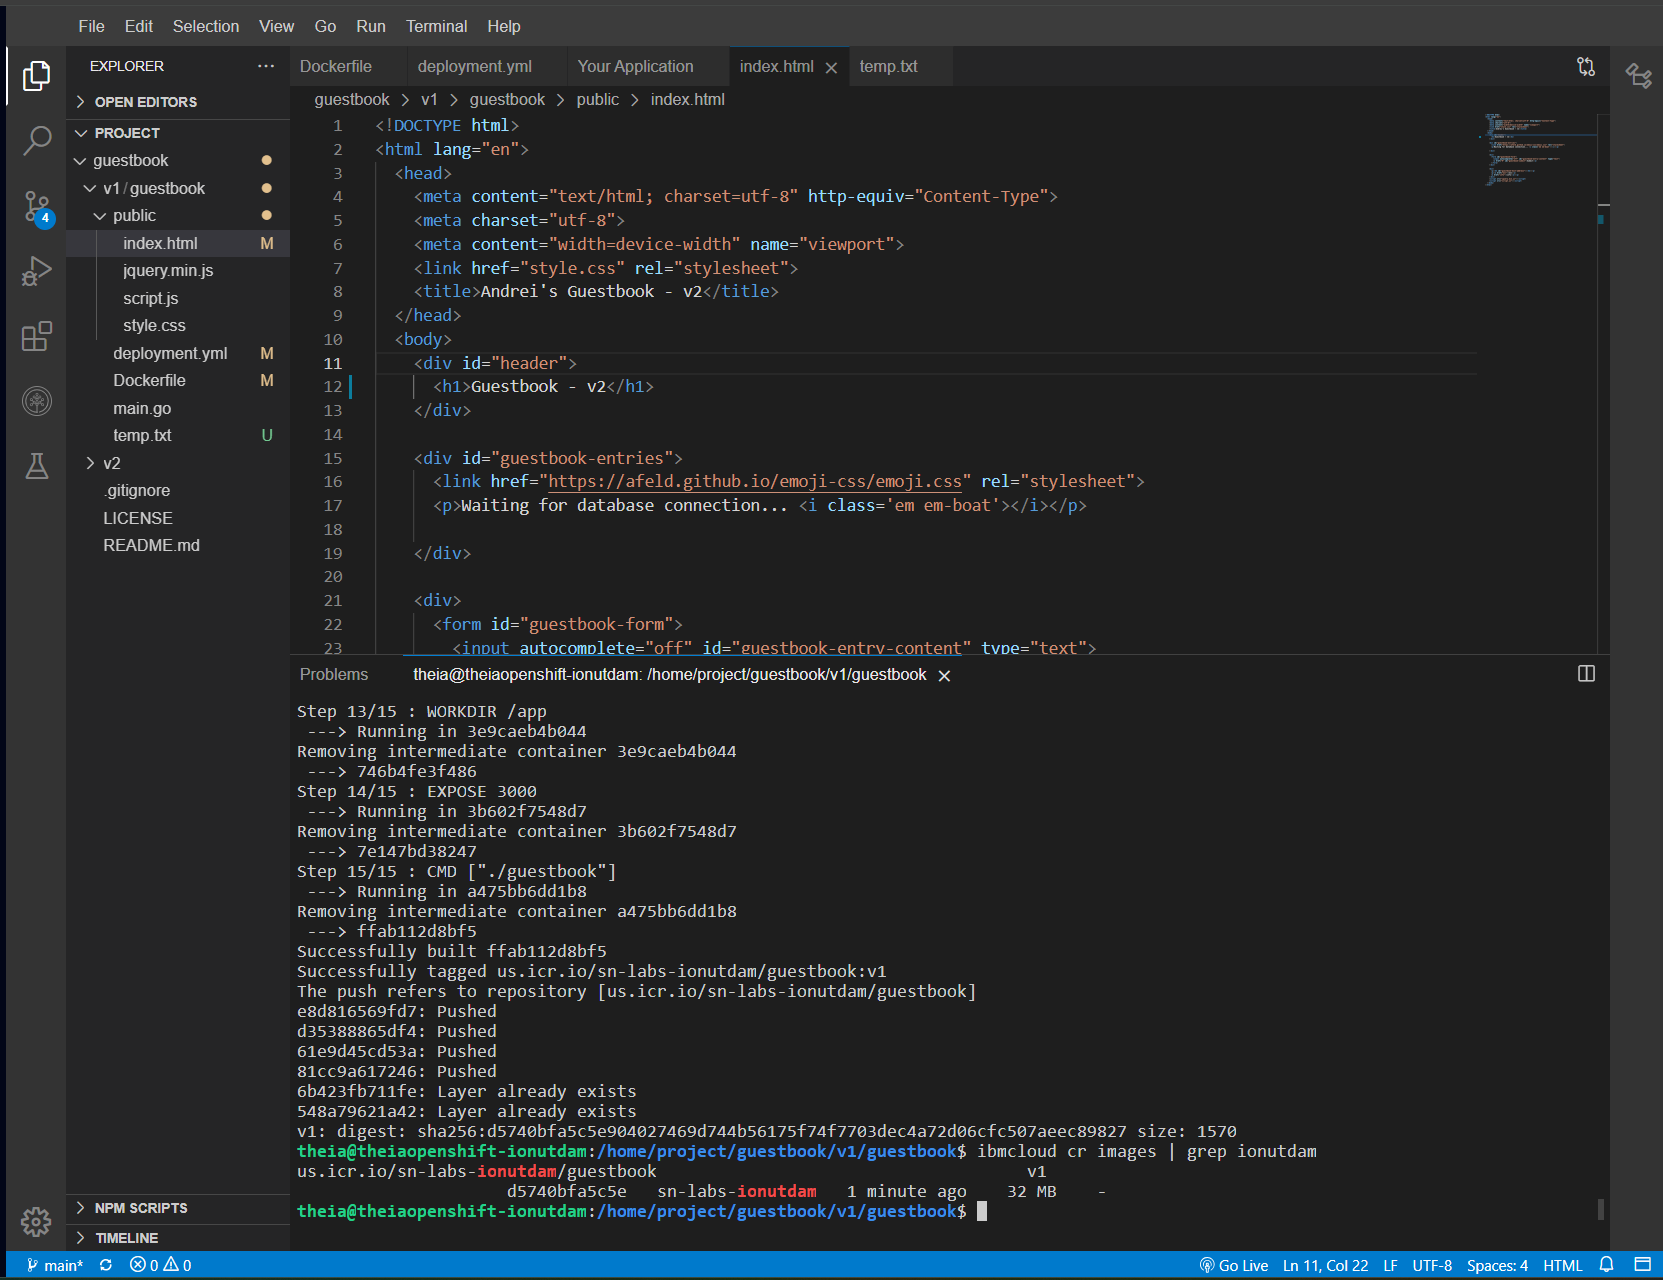 File Edit Selection View Go Run Terminal Help
EXPLORER ···
OPEN EDITORS
PROJECT
guestbook
v1 / guestbook
public
index.html M
jquery.min.js
script.js
style.css
deployment.yml M
Dockerfile M
main.go
temp.txt U
v2
.gitignore
LICENSE
README.md
NPM SCRIPTS
TIMELINE
4
Dockerfile deployment.yml Your Application index.html temp.txt
guestbook > v1 > guestbook > public > index.html
1 <!DOCTYPE html>
2 <html lang="en">
3 <head>
4 <meta content="text/html; charset=utf-8" http-equiv="Content-Type">
5 <meta charset="utf-8">
6 <meta content="width=device-width" name="viewport">
7 <link href="style.css" rel="stylesheet">
8 <title>Andrei's Guestbook - v2</title>
9 </head>
10 <body>
11 <div id="header">
12 <h1>Guestbook - v2</h1>
13 </div>
14
15 <div id="guestbook-entries">
16 <link href="https://afeld.github.io/emoji-css/emoji.css" rel="stylesheet">
17 <p>Waiting for database connection... <i class='em em-boat'></i></p>
18
19 </div>
20
21 <div>
22 <form id="guestbook-form">
23 <input autocomplete="off" id="guestbook-entry-content" type="text">
Problems theia@theiaopenshift-ionutdam: /home/project/guestbook/v1/guestbook
Step 13/15 : WORKDIR /app
---> Running in 3e9caeb4b044
Removing intermediate container 3e9caeb4b044
---> 746b4fe3f486
Step 14/15 : EXPOSE 3000
---> Running in 3b602f7548d7
Removing intermediate container 3b602f7548d7
---> 7e147bd38247
Step 15/15 : CMD ["./guestbook"]
---> Running in a475bb6dd1b8
Removing intermediate container a475bb6dd1b8
---> ffab112d8bf5
Successfully built ffab112d8bf5
Successfully tagged us.icr.io/sn-labs-ionutdam/guestbook:v1
The push refers to repository [us.icr.io/sn-labs-ionutdam/guestbook]
e8d816569fd7: Pushed
d35388865df4: Pushed
61e9d45cd53a: Pushed
81cc9a617246: Pushed
6b423fb711fe: Layer already exists
548a79621a42: Layer already exists
v1: digest: sha256:d5740bfa5c5e904027469d744b56175f74f7703dec4a72d06cfc507aeec89827 size: 1570
theia@theiaopenshift-ionutdam:/home/project/guestbook/v1/guestbook$ ibmcloud cr images | grep ionutdam
us.icr.io/sn-labs-ionutdam/guestbook v1
d5740bfa5c5e sn-labs-ionutdam 1 minute ago 32 MB -
theia@theiaopenshift-ionutdam:/home/project/guestbook/v1/guestbook$
main* 0 0 Go Live Ln 11, Col 22 LF UTF-8 Spaces: 4 HTML